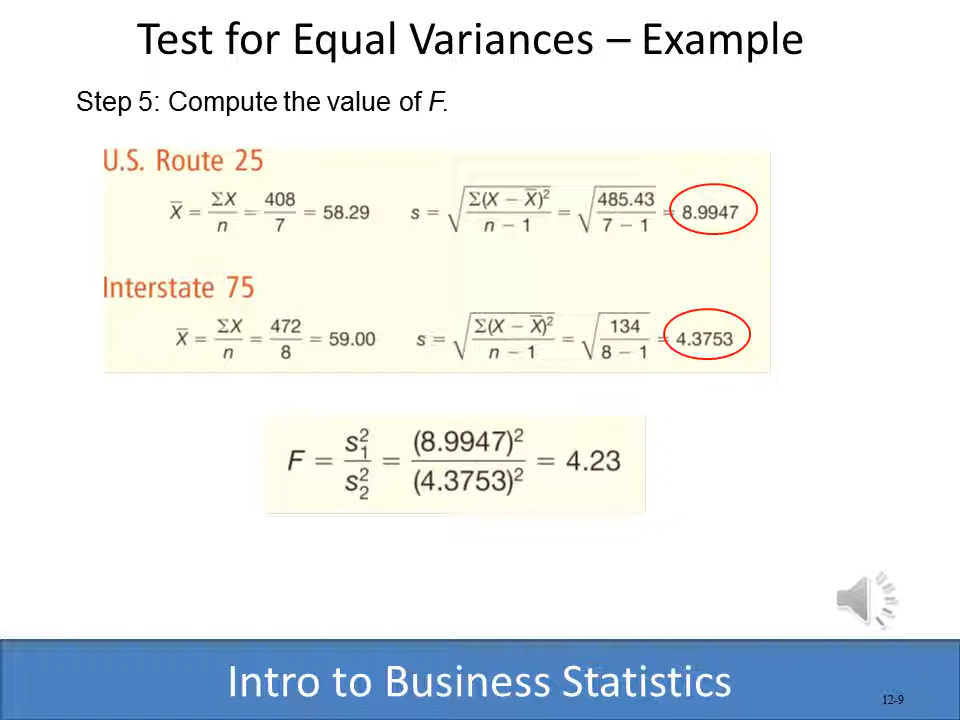 Test for Equal Variances – Example
Step 5: Compute the value of F.
U.S. Route 25
X̄ = ΣX / n = 408 / 7 = 58.29 s = √(Σ(X − X̄)² / n − 1) = √(485.43 / 7 − 1) = 8.9947
Interstate 75
X̄ = ΣX / n = 472 / 8 = 59.00 s = √(Σ(X − X̄)² / n − 1) = √(134 / 8 − 1) = 4.3753
F = s₁² / s₂² = (8.9947)² / (4.3753)² = 4.23
Intro to Business Statistics
12-9